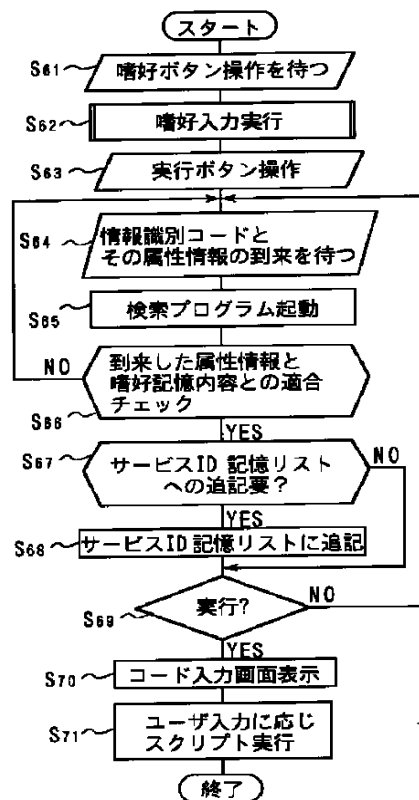 スタート
S61
嗜好ボタン操作を待つ
S62
嗜好入力実行
S63
実行ボタン操作
S64
情報識別コードと
その属性情報の到来を待つ
S65
検索プログラム起動
NO
到来した属性情報と
嗜好記憶内容との適合
チェック
S66
YES
S67
サービスID 記憶リスト
への追記要?
NO
YES
S68
サービスID 記憶リストに追記
実行?
NO
S69
YES
S70
コード入力画面表示
S71
ユーザ入力に応じ
スクリプト実行
終了